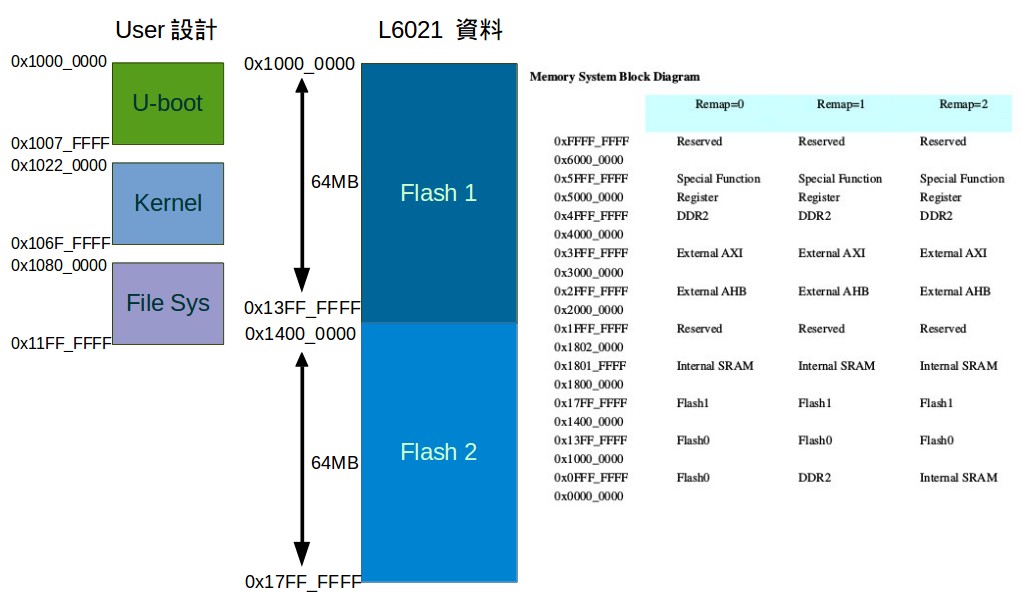 User 設計
0x1000_0000
U-boot
0x1007_FFFF
0x1022_0000
Kernel
0x106F_FFFF
0x1080_0000
File Sys
0x11FF_FFFF
L6021 資料
0x1000_0000
64MB
Flash 1
0x13FF_FFFF
0x1400_0000
64MB
Flash 2
0x17FF_FFFF
Memory System Block Diagram
Remap=0 Remap=1 Remap=2
0xFFFF_FFFF Reserved Reserved Reserved
0x6000_0000
0x5FFF_FFFF Special Function Special Function Special Function
0x5000_0000 Register Register Register
0x4FFF_FFFF DDR2 DDR2 DDR2
0x4000_0000
0x3FFF_FFFF External AXI External AXI External AXI
0x3000_0000
0x2FFF_FFFF External AHB External AHB External AHB
0x2000_0000
0x1FFF_FFFF Reserved Reserved Reserved
0x1802_0000
0x1801_FFFF Internal SRAM Internal SRAM Internal SRAM
0x1800_0000
0x17FF_FFFF Flash1 Flash1 Flash1
0x1400_0000
0x13FF_FFFF Flash0 Flash0 Flash0
0x1000_0000
0x0FFF_FFFF Flash0 DDR2 Internal SRAM
0x0000_0000